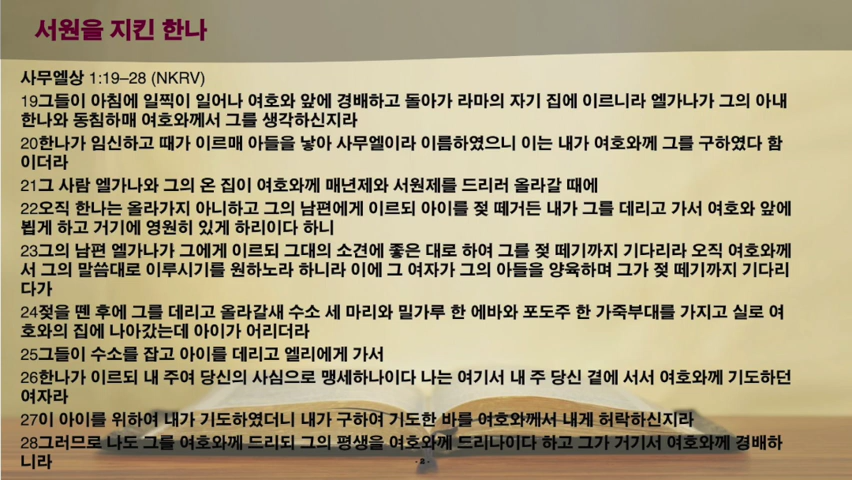 서원을 지킨 한나
사무엘상 1:19–28 (NKRV)
19그들이 아침에 일찍이 일어나 여호와 앞에 경배하고 돌아가 라마의 자기 집에 이르니라 엘가나가 그의 아내
한나와 동침하매 여호와께서 그를 생각하신지라
20한나가 임신하고 때가 이르매 아들을 낳아 사무엘이라 이름하였으니 이는 내가 여호와께 그를 구하였다 함
이더라
21그 사람 엘가나와 그의 온 집이 여호와께 매년제와 서원제를 드리러 올라갈 때에
22오직 한나는 올라가지 아니하고 그의 남편에게 이르되 아이를 젖 떼거든 내가 그를 데리고 가서 여호와 앞에
뵙게 하고 거기에 영원히 있게 하리이다 하니
23그의 남편 엘가나가 그에게 이르되 그대의 소견에 좋은 대로 하여 그를 젖 떼기까지 기다리라 오직 여호와께
서 그의 말씀대로 이루시기를 원하노라 하니라 이에 그 여자가 그의 아들을 양육하며 그가 젖 떼기까지 기다리
다가
24젖을 뗀 후에 그를 데리고 올라갈새 수소 세 마리와 밀가루 한 에바와 포도주 한 가죽부대를 가지고 실로 여
호와의 집에 나아갔는데 아이가 어리더라
25그들이 수소를 잡고 아이를 데리고 엘리에게 가서
26한나가 이르되 내 주여 당신의 사심으로 맹세하나이다 나는 여기서 내 주 당신 곁에 서서 여호와께 기도하던
여자라
27이 아이를 위하여 내가 기도하였더니 내가 구하여 기도한 바를 여호와께서 내게 허락하신지라
28그러므로 나도 그를 여호와께 드리되 그의 평생을 여호와께 드리나이다 하고 그가 거기서 여호와께 경배하
니라
- 2 -